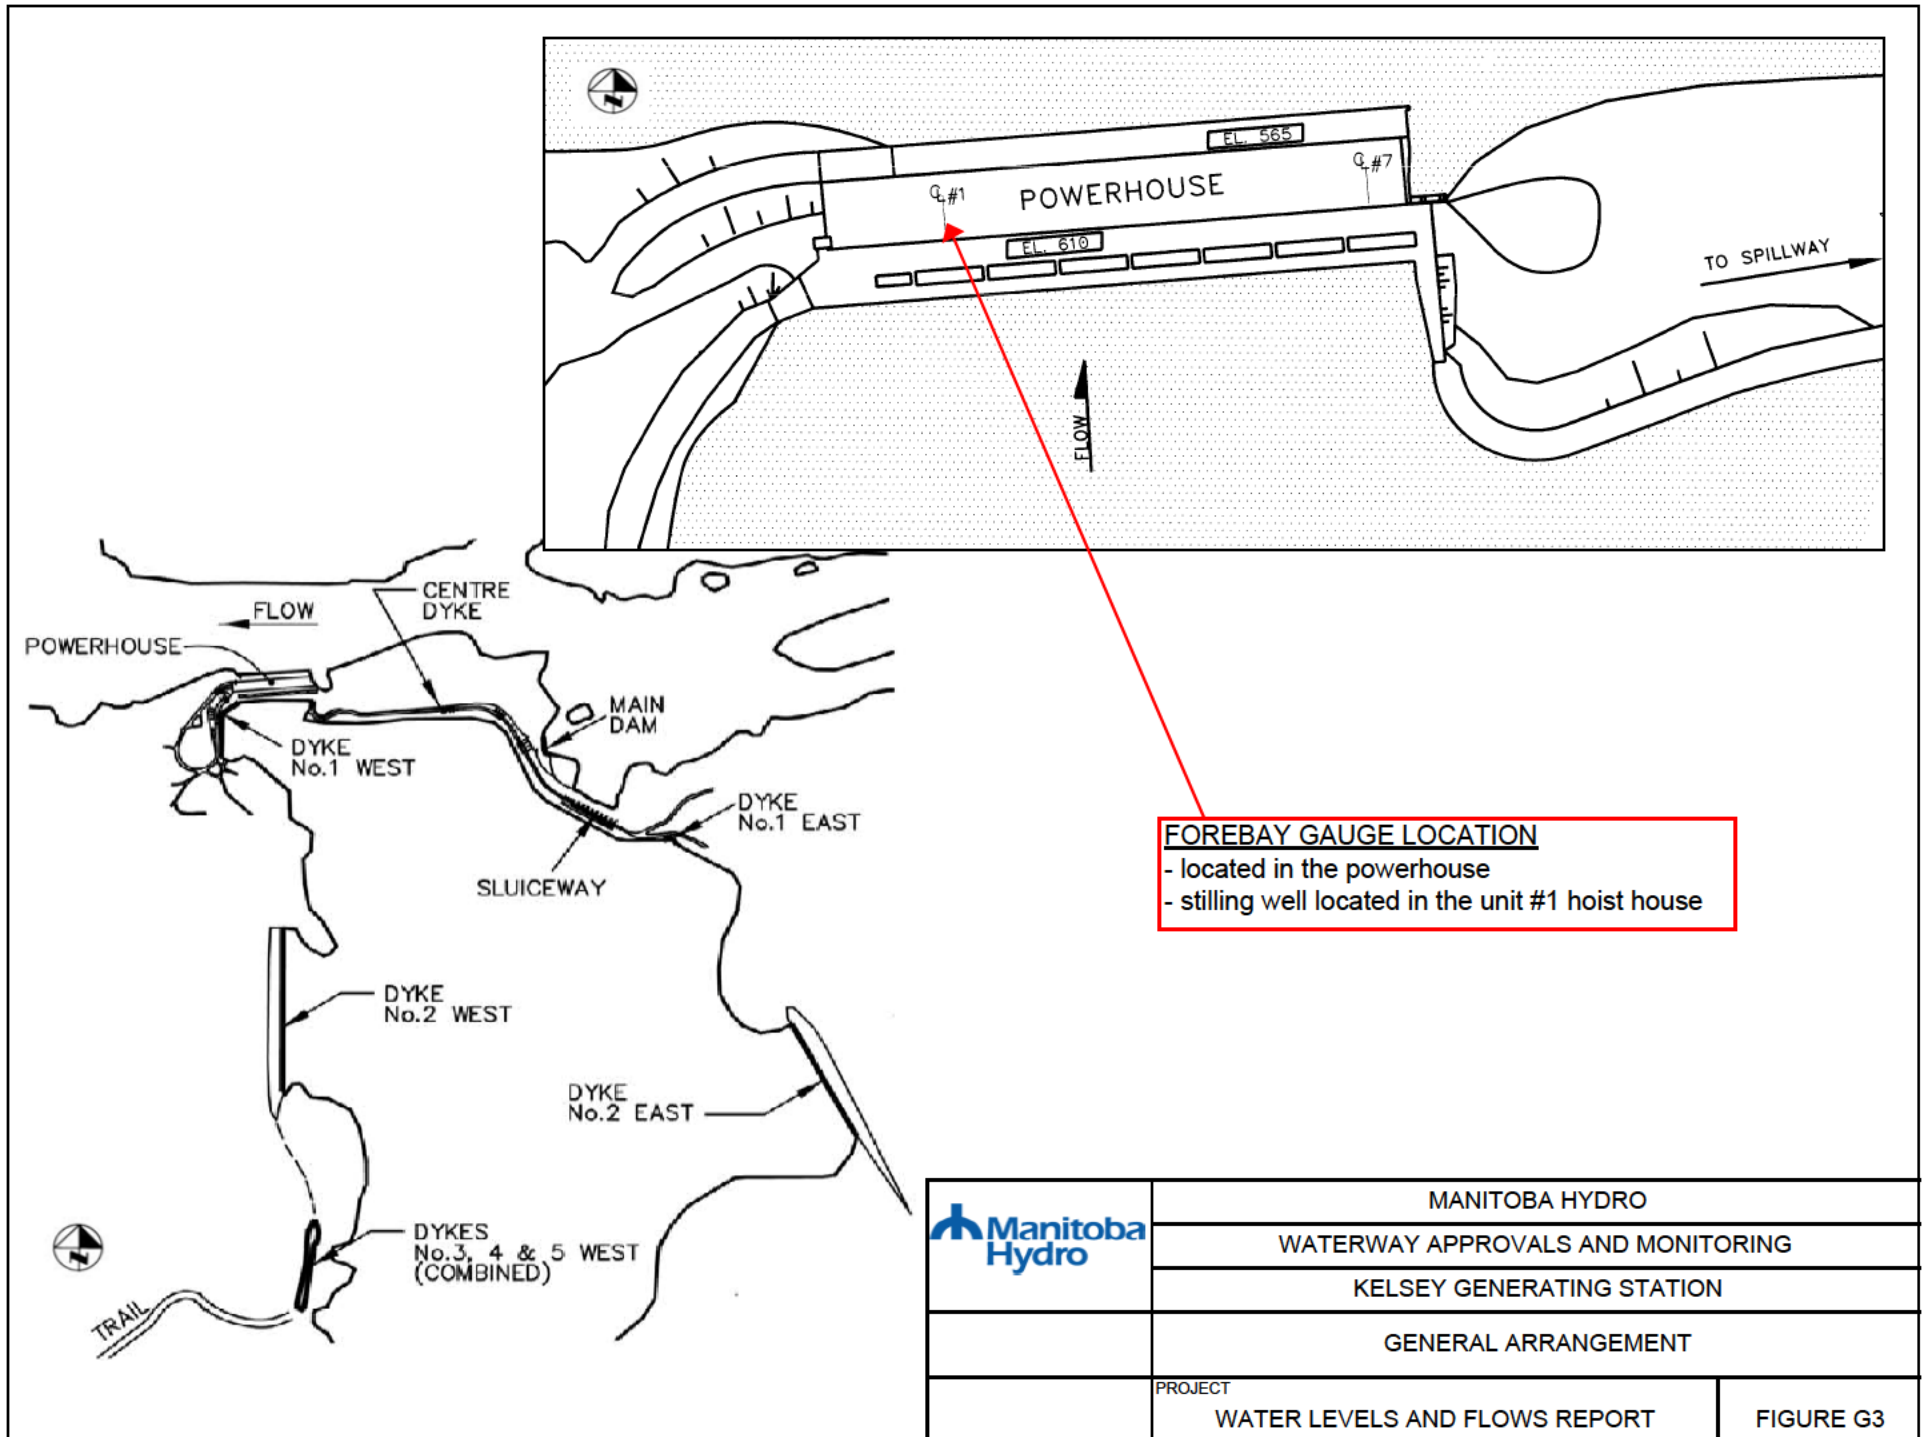 N
EL. 565
℄ #1
POWERHOUSE
℄ #7
EL. 610
TO SPILLWAY
FLOW
CENTRE
DYKE
FLOW
POWERHOUSE
MAIN
DAM
DYKE
No.1 WEST
DYKE
No.1 EAST
SLUICEWAY
FOREBAY GAUGE LOCATION
- located in the powerhouse
- stilling well located in the unit #1 hoist house
DYKE
No.2 WEST
DYKE
No.2 EAST
N
DYKES
No.3, 4 & 5 WEST
(COMBINED)
TRAIL
Manitoba
Hydro
MANITOBA HYDRO
WATERWAY APPROVALS AND MONITORING
KELSEY GENERATING STATION
GENERAL ARRANGEMENT
PROJECT
WATER LEVELS AND FLOWS REPORT
FIGURE G3